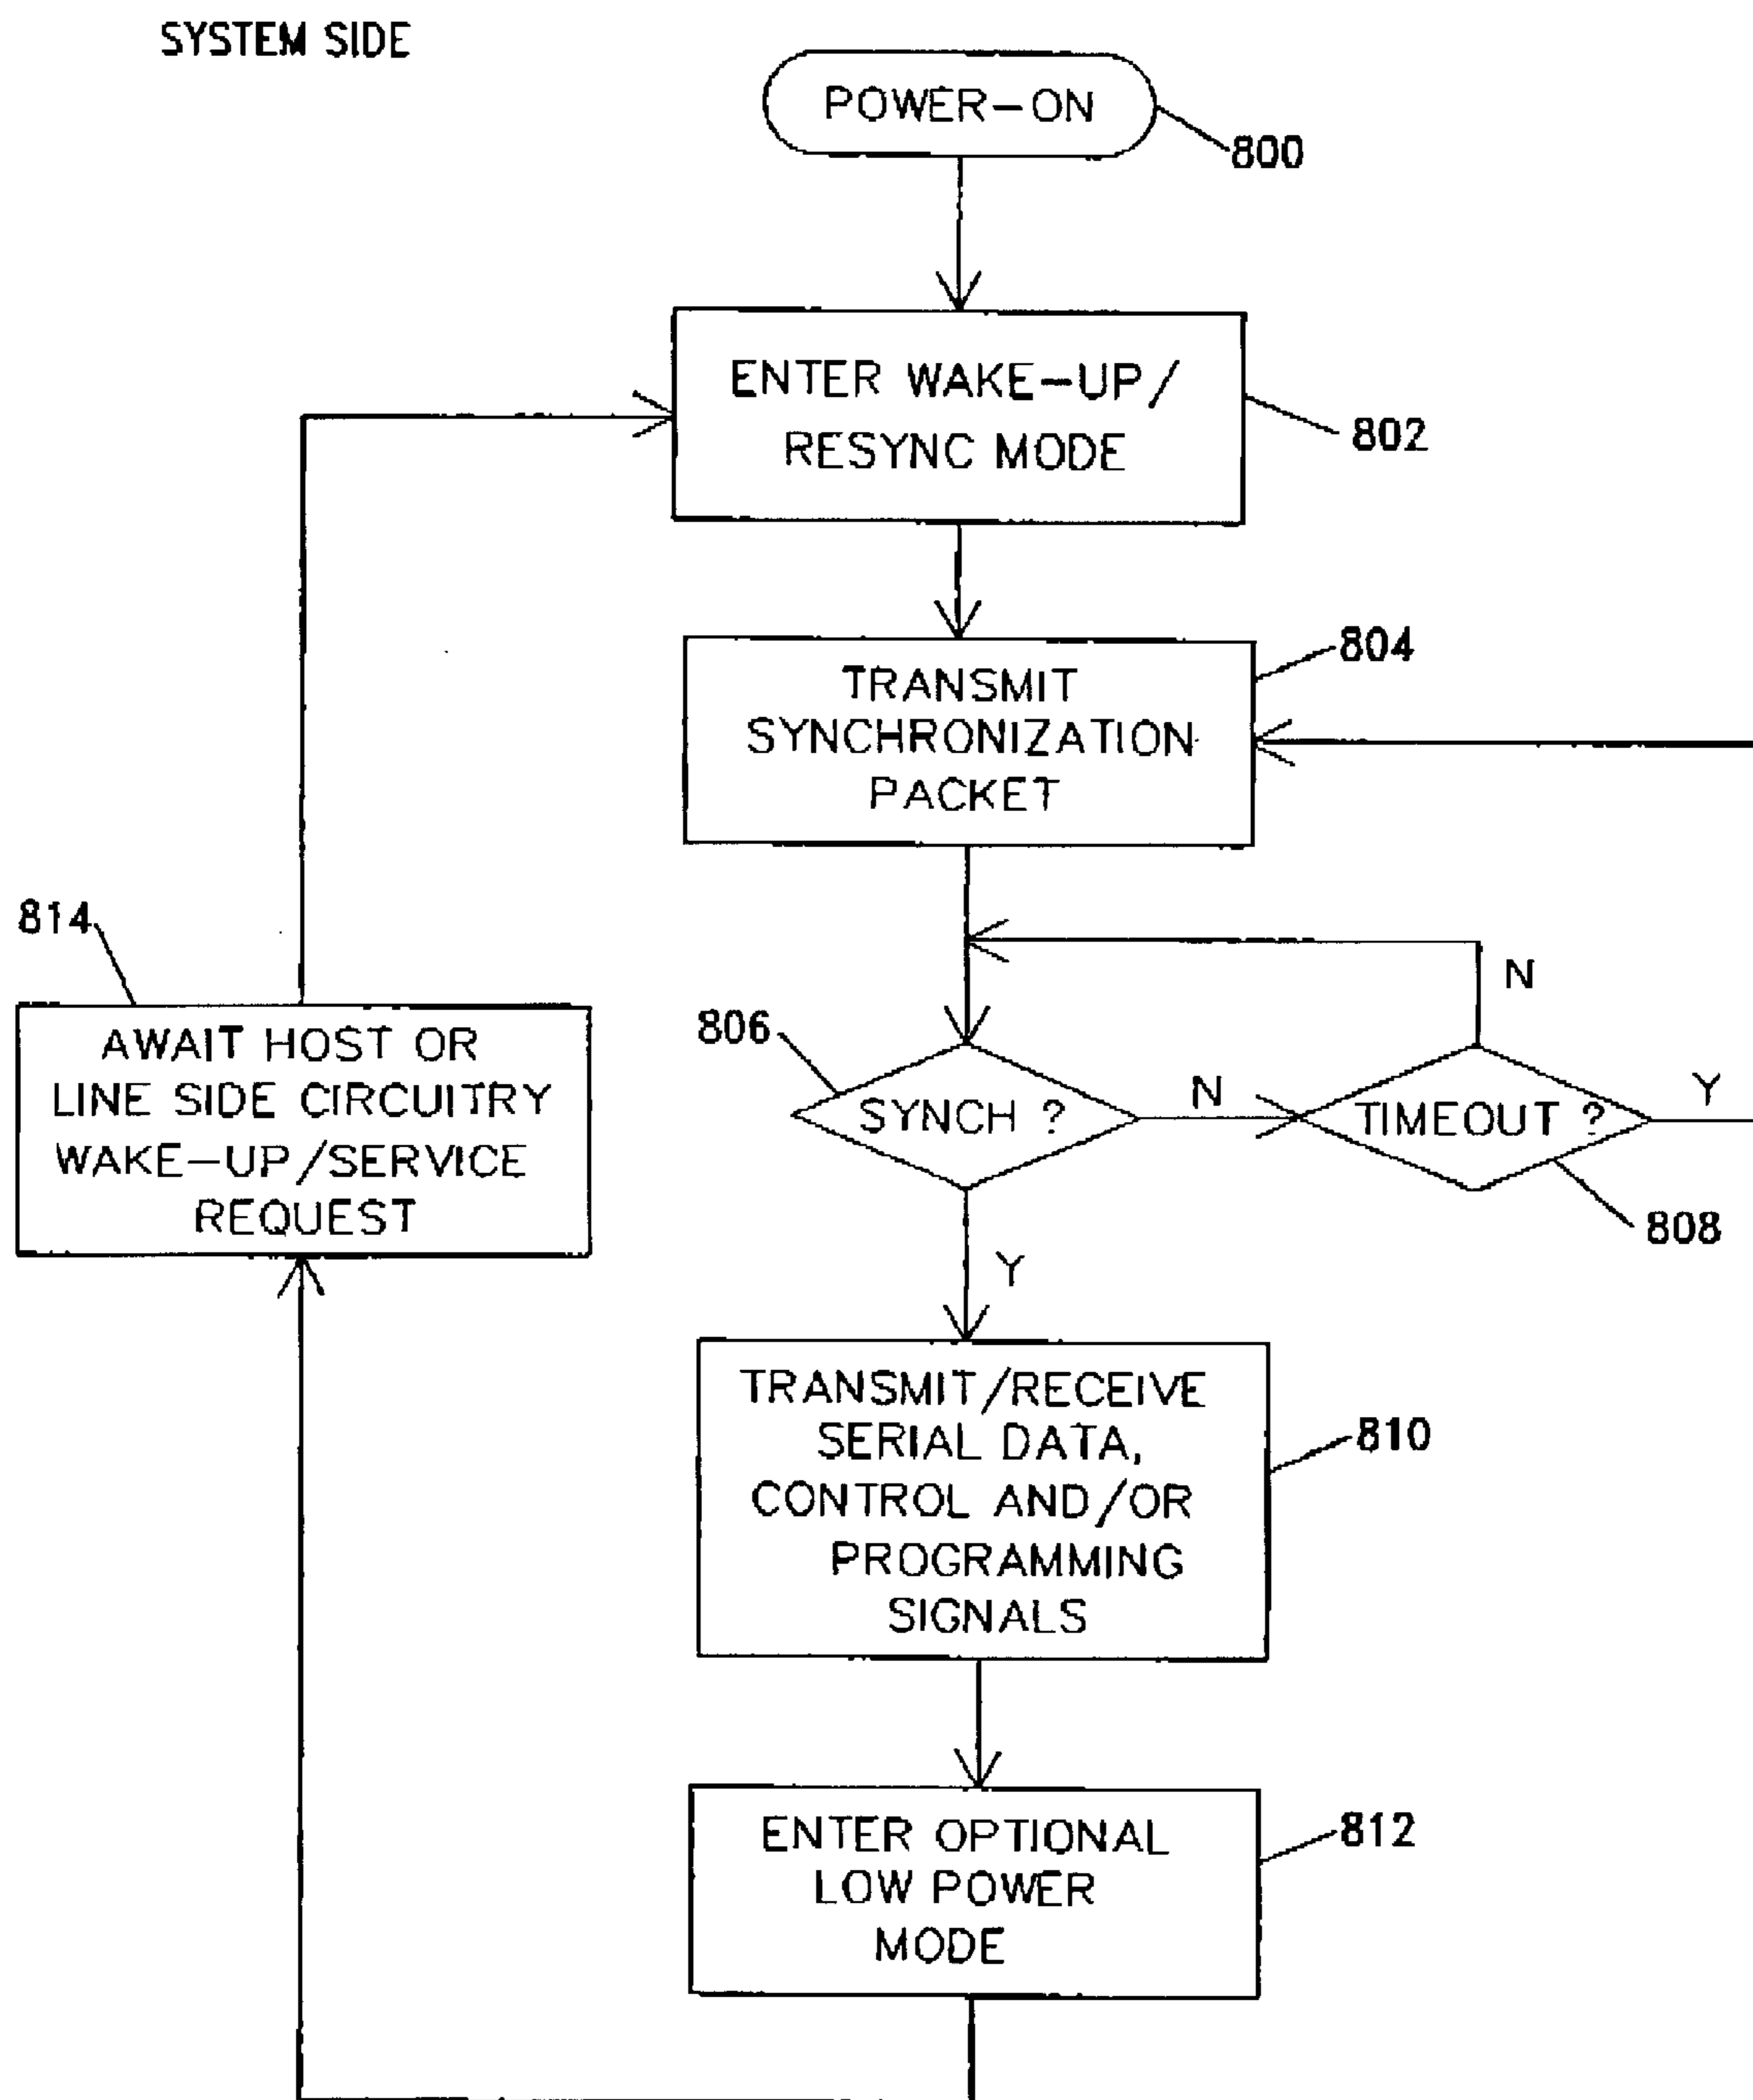 SYSTEM SIDE
POWER-ON
800
ENTER WAKE-UP/
RESYNC MODE
802
804
TRANSMIT
SYNCHRONIZATION
PACKET
814
N
AWAIT HOST OR
LINE SIDE CIRCUITRY
WAKE-UP/SERVICE
REQUEST
806
SYNCH ?
N
TIMEOUT ?
Y
808
Y
TRANSMIT/RECEIVE
SERIAL DATA,
CONTROL AND/OR
PROGRAMMING
SIGNALS
810
ENTER OPTIONAL
LOW POWER
MODE
812